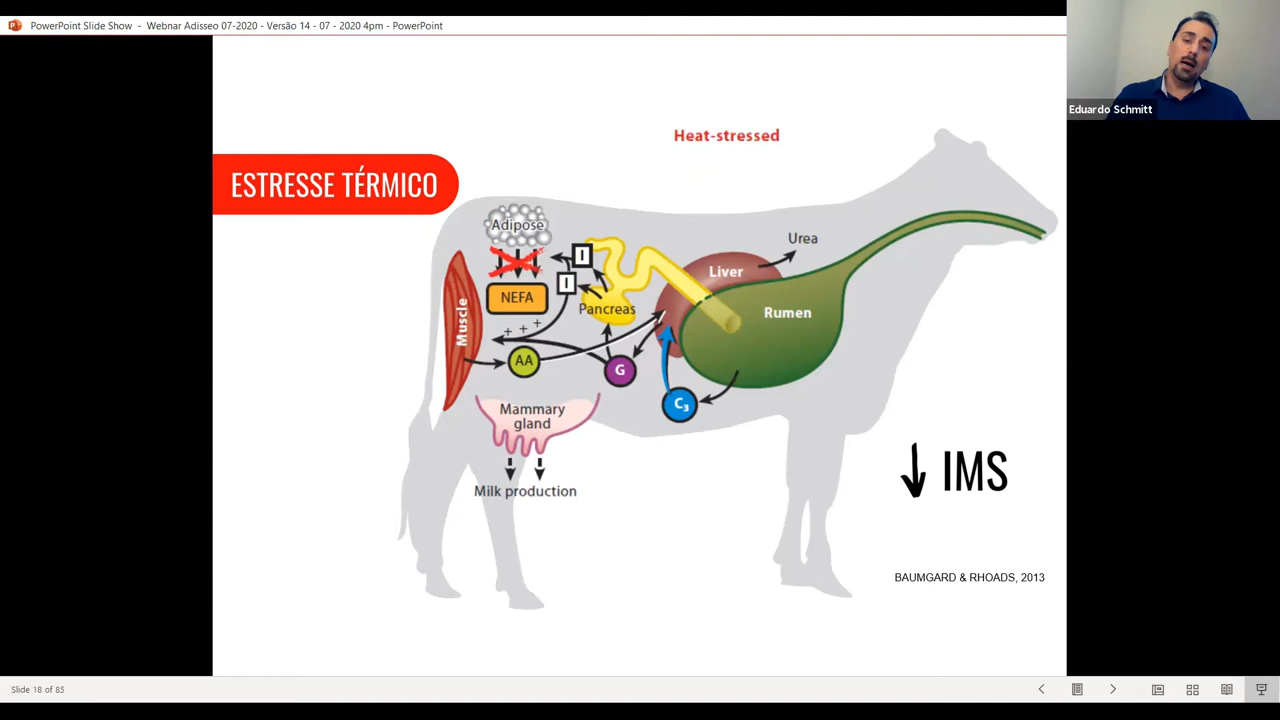 PowerPoint Slide Show - Webnar Adisseo 07-2020 - Versão 14 - 07 - 2020 4pm - PowerPoint
Eduardo Schmitt
Heat-stressed
ESTRESSE TÉRMICO
Adipose
I
I
NEFA
Pancreas
Muscle
+ + +
AA
G
C₃
Liver
Urea
Rumen
Mammary
gland
Milk production
IMS
BAUMGARD & RHOADS, 2013
Slide 18 of 85